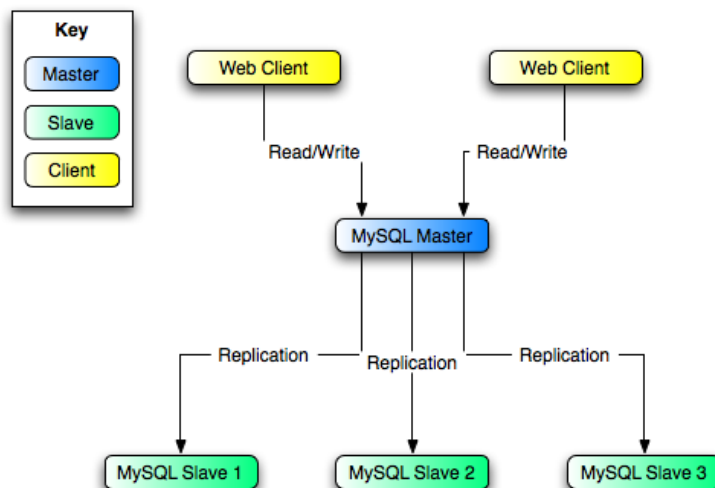 Key
Master
Slave
Client
Web Client
Web Client
Read/Write
Read/Write
MySQL Master
Replication
Replication
Replication
MySQL Slave 1
MySQL Slave 2
MySQL Slave 3